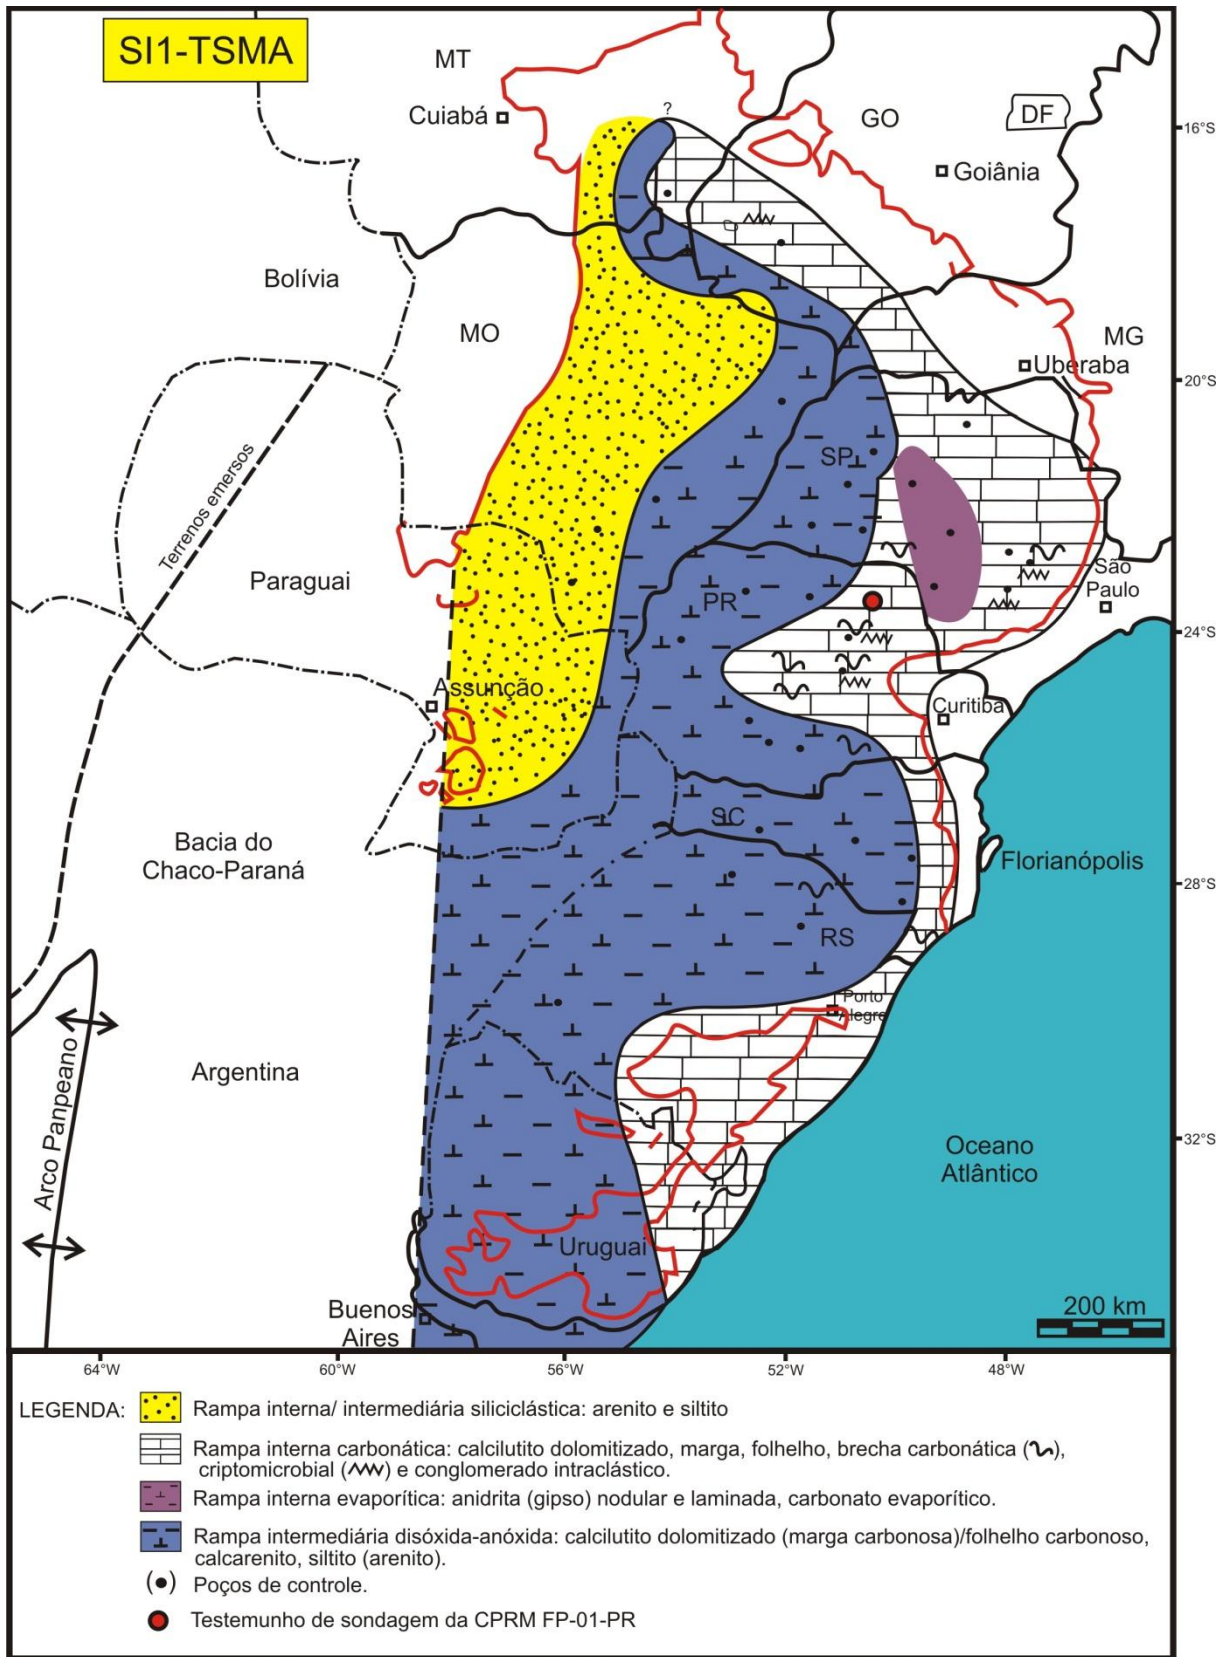 SI1-TSMA
MT
Cuiabá
?
GO
DF
16°S
Goiânia
Bolívia
MO
MG
Uberaba
20°S
Terrenos emersos
SP
Paraguai
PR
São
Paulo
24°S
Assunção
Curitiba
SC
Bacia do
Chaco-Paraná
Florianópolis
28°S
RS
Porto
Alegre
Argentina
Arco Panpeano
32°S
Oceano
Atlântico
Uruguai
Buenos
Aires
200 km
64°W 60°W 56°W 52°W 48°W
LEGENDA: Rampa interna/ intermediária siliciclástica: arenito e siltito
Rampa interna carbonática: calcilutito dolomitizado, marga, folhelho, brecha carbonática ( ),
criptomicrobial ( ) e conglomerado intraclástico.
Rampa interna evaporítica: anidrita (gipso) nodular e laminada, carbonato evaporítico.
Rampa intermediária disóxida-anóxida: calcilutito dolomitizado (marga carbonosa)/folhelho carbonoso,
calcarenito, siltito (arenito).
Poços de controle.
Testemunho de sondagem da CPRM FP-01-PR